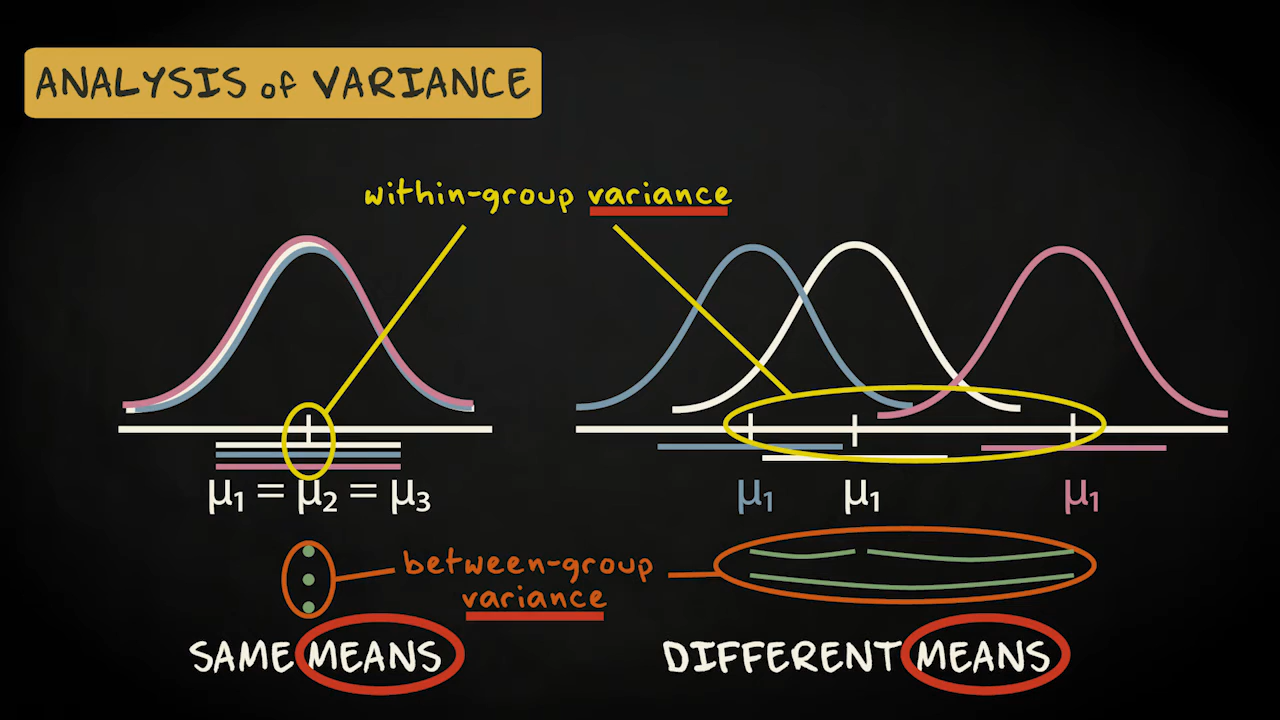 ANALYSIS of VARIANCE
within-group variance
μ₁ = μ₂ = μ₃
μ₁ μ₁ μ₁
between-group
variance
SAME MEANS
DIFFERENT MEANS